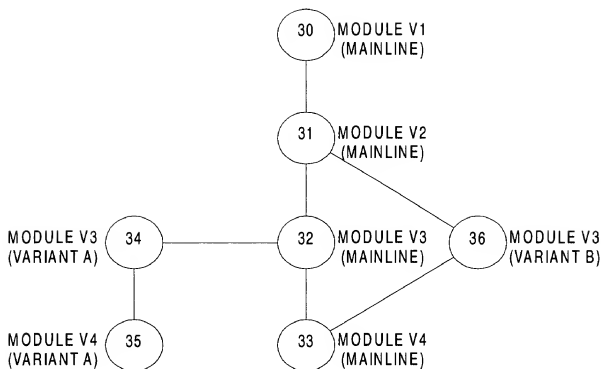 30 MODULE V1
(MAINLINE)
31 MODULE V2
(MAINLINE)
MODULE V3
(VARIANT A)
34
32 MODULE V3
(MAINLINE)
36 MODULE V3
(VARIANT B)
MODULE V4
(VARIANT A)
35
33 MODULE V4
(MAINLINE)